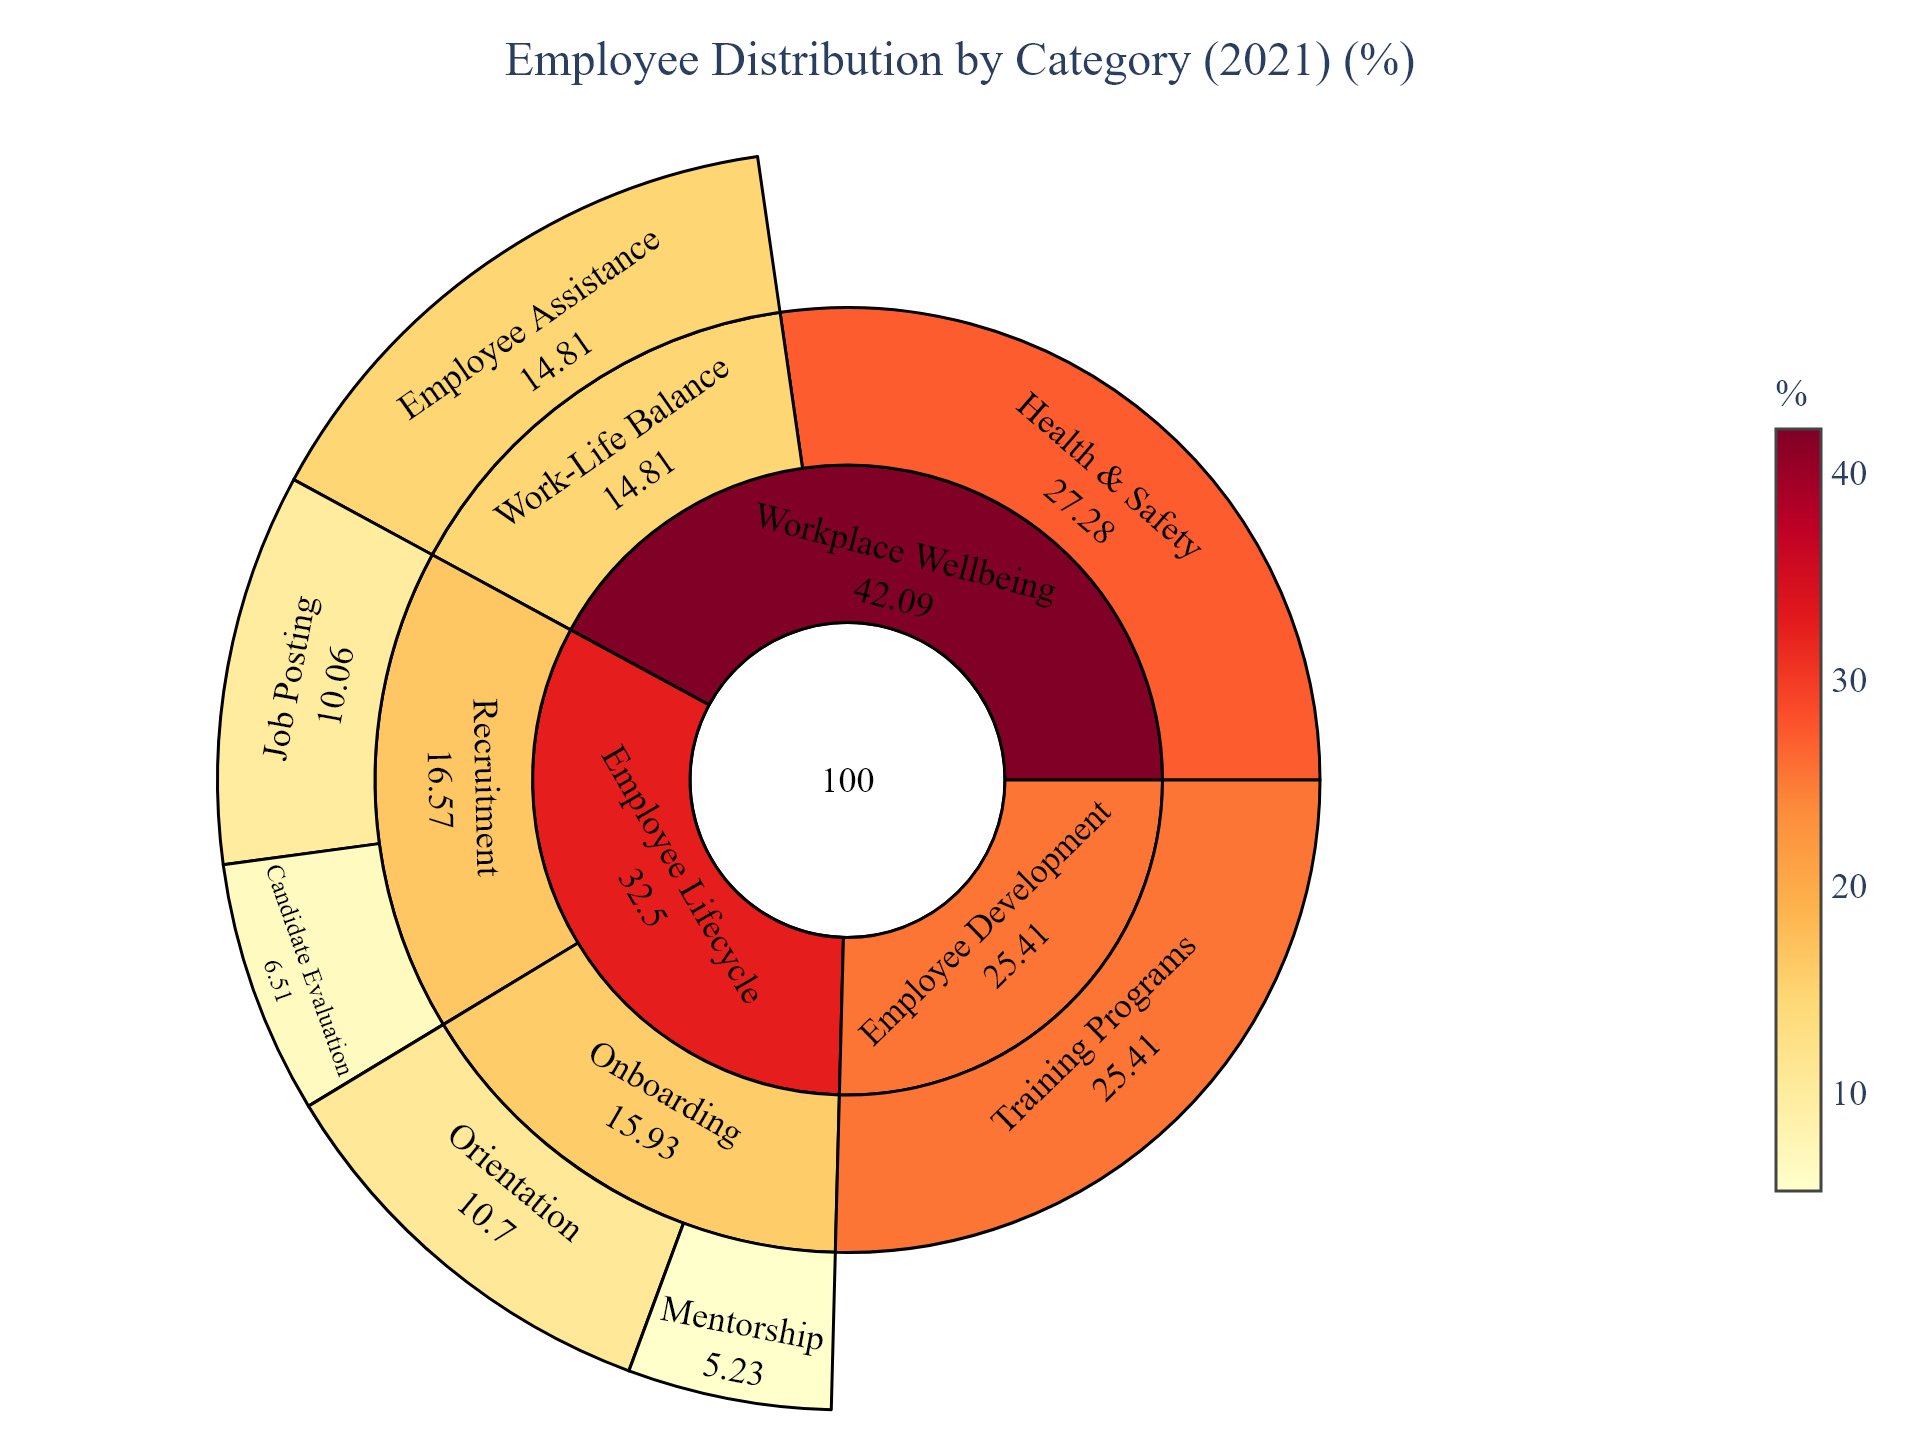 Employee Distribution by Category (2021) (%)
Employee Assistance
14.81
Work-Life Balance
14.81
Health & Safety
27.28
Workplace Wellbeing
42.09
Job Posting
10.06
Recruitment
16.57
Employee Lifecycle
32.5
100
Candidate Evaluation
6.51
Employee Development
25.41
Training Programs
25.41
Onboarding
15.93
Orientation
10.7
Mentorship
5.23
%
40
30
20
10